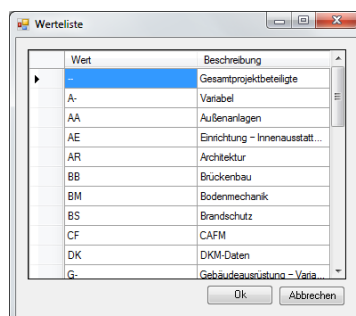 Werteliste
Wert Beschreibung
-- Gesamtprojektbeteiligte
A- Variabel
AA Außenanlagen
AE Einrichtung – Innenausstatt...
AR Architektur
BB Brückenbau
BM Bodenmechanik
BS Brandschutz
CF CAFM
DK DKM-Daten
G- Gebäudeausrüstung – Varia...
Ok Abbrechen